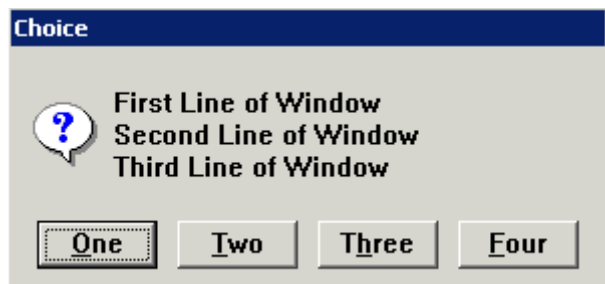 Choice
First Line of Window
Second Line of Window
Third Line of Window
One Two Three Four